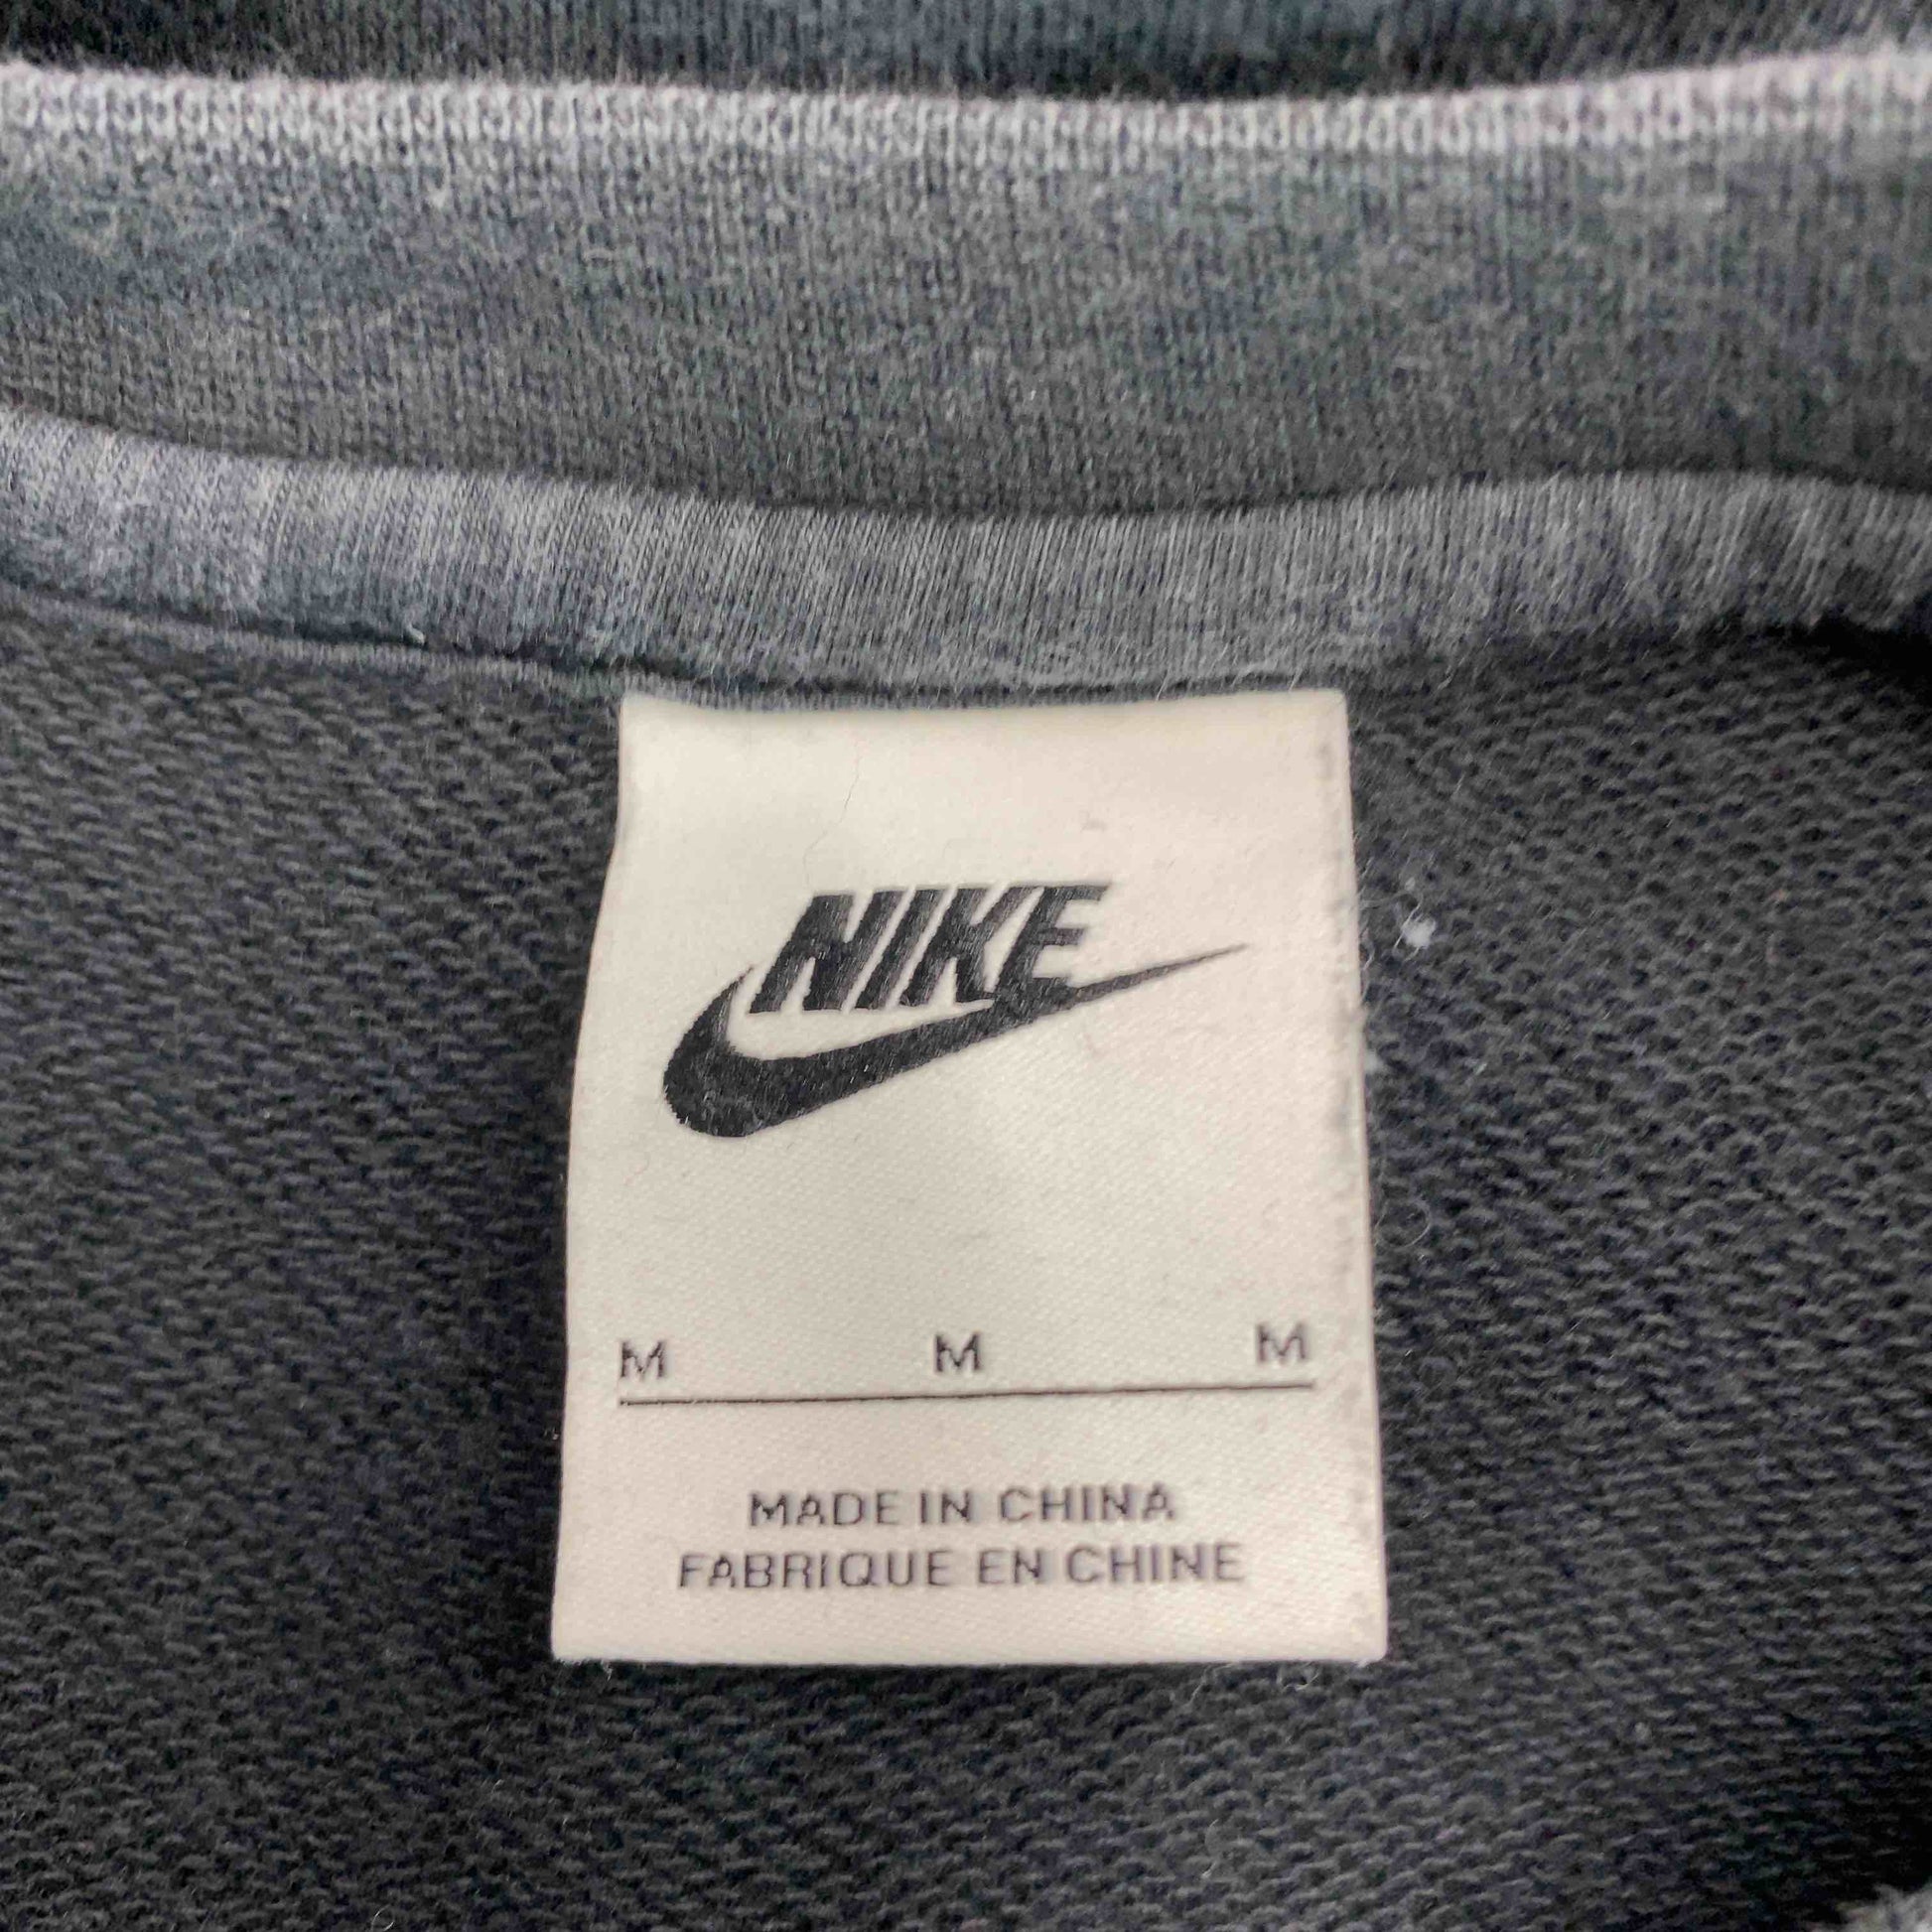 NIKE
M M M
MADE IN CHINA
FABRIQUE EN CHINE